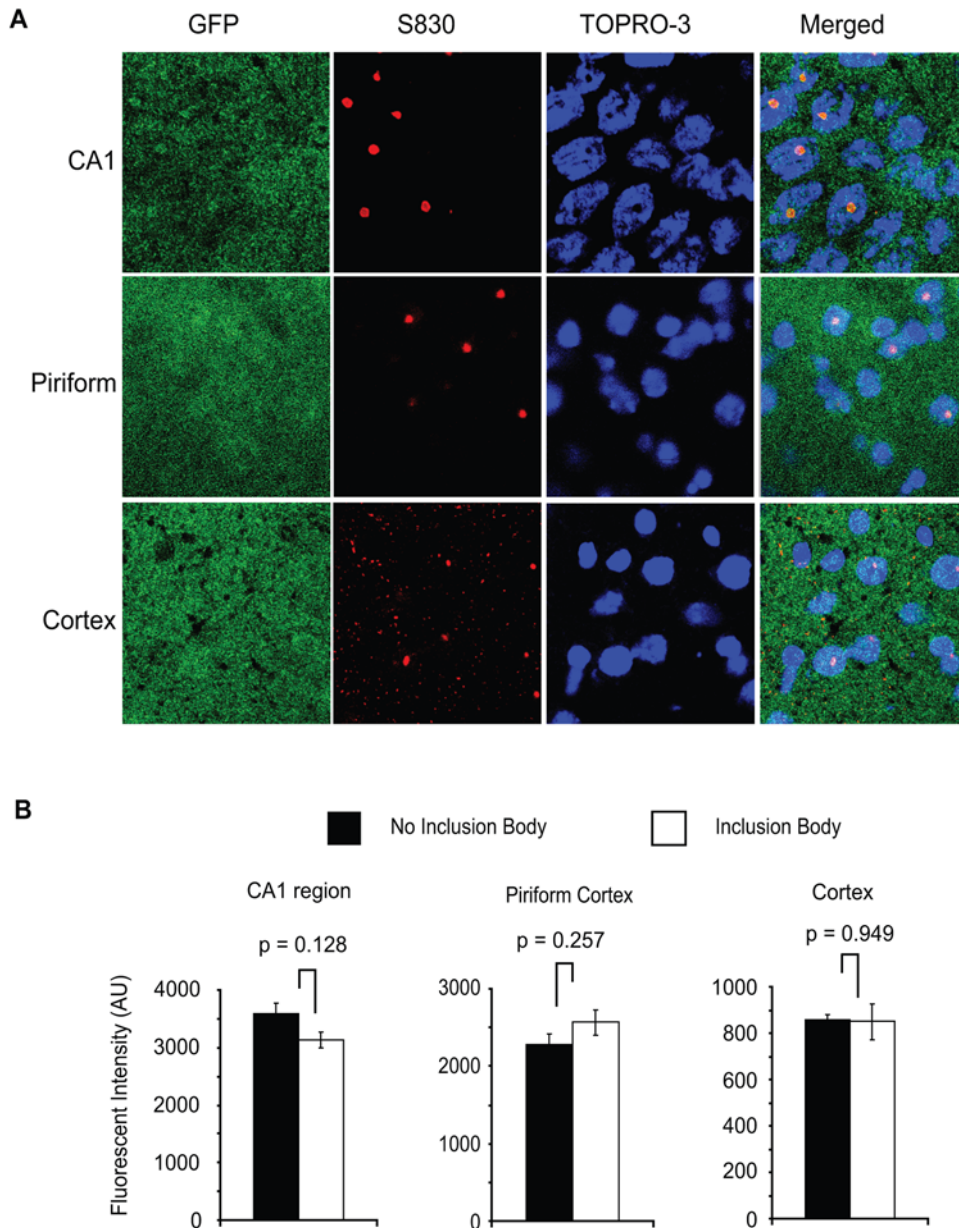 A
GFP S830 TOPRO-3 Merged
CA1
Piriform
Cortex
B
No Inclusion Body Inclusion Body
CA1 region Piriform Cortex Cortex
p = 0.128 p = 0.257 p = 0.949
Fluorescent Intensity (AU)
4000
3000
2000
1000
0
3000
2000
1000
0
1000
800
600
400
200
0